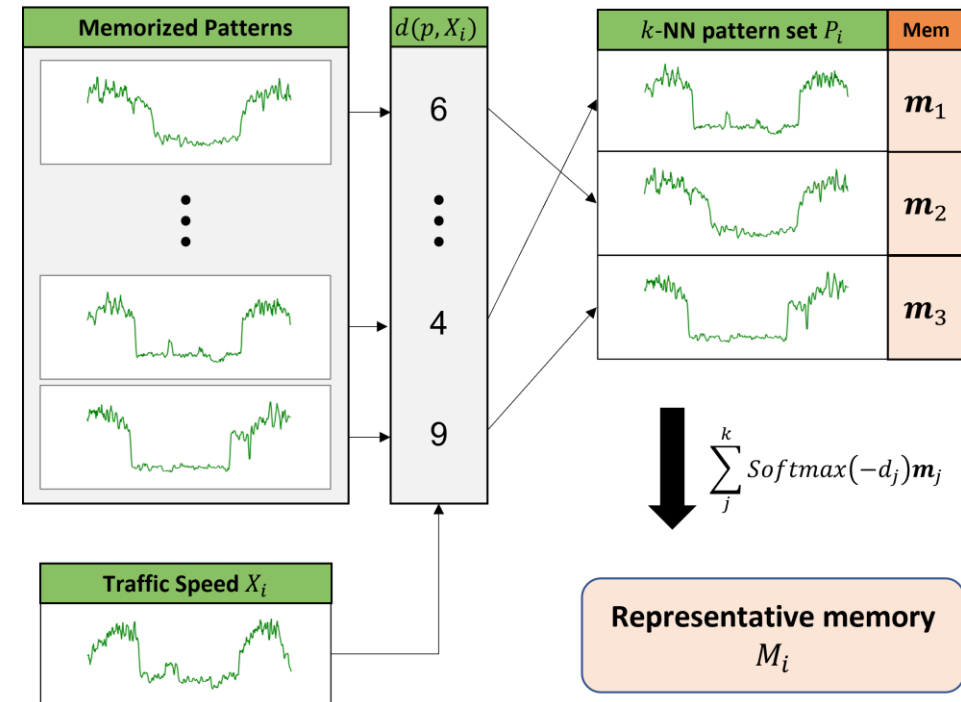 Memorized Patterns
d(p, X_i)
k-NN pattern set P_i
Mem
6
4
9
m_1
m_2
m_3
\sum_{j}^{k} Softmax(-d_j)m_j
Traffic Speed X_i
Representative memory
M_i